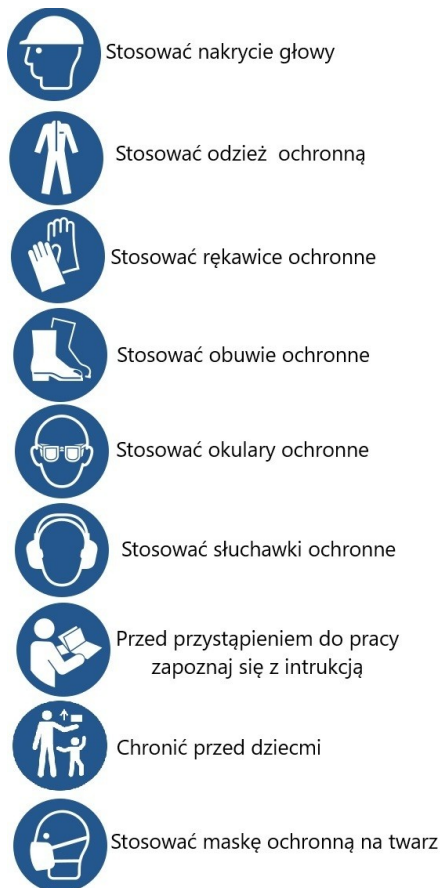 Stosować nakrycie głowy
Stosować odzież ochronną
Stosować rękawice ochronne
Stosować obuwie ochronne
Stosować okulary ochronne
Stosować słuchawki ochronne
Przed przystąpieniem do pracy
zapoznaj się z intrukcją
Chronić przed dziecmi
Stosować maskę ochronną na twarz